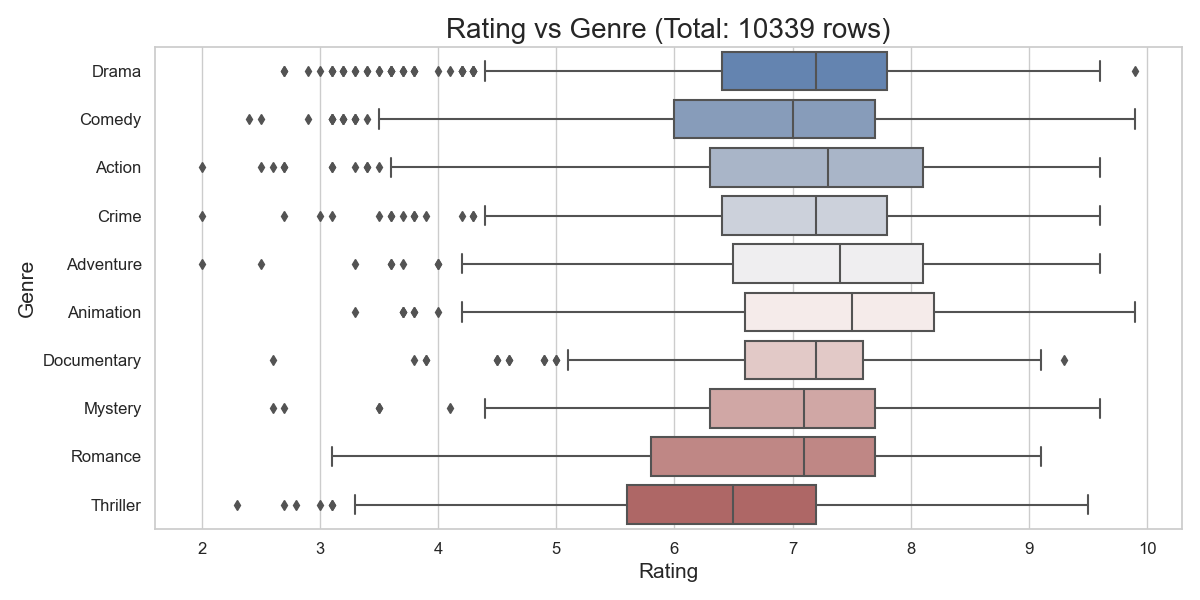 Rating vs Genre (Total: 10339 rows)
Genre
Drama
Comedy
Action
Crime
Adventure
Animation
Documentary
Mystery
Romance
Thriller
2 3 4 5 6 7 8 9 10
Rating